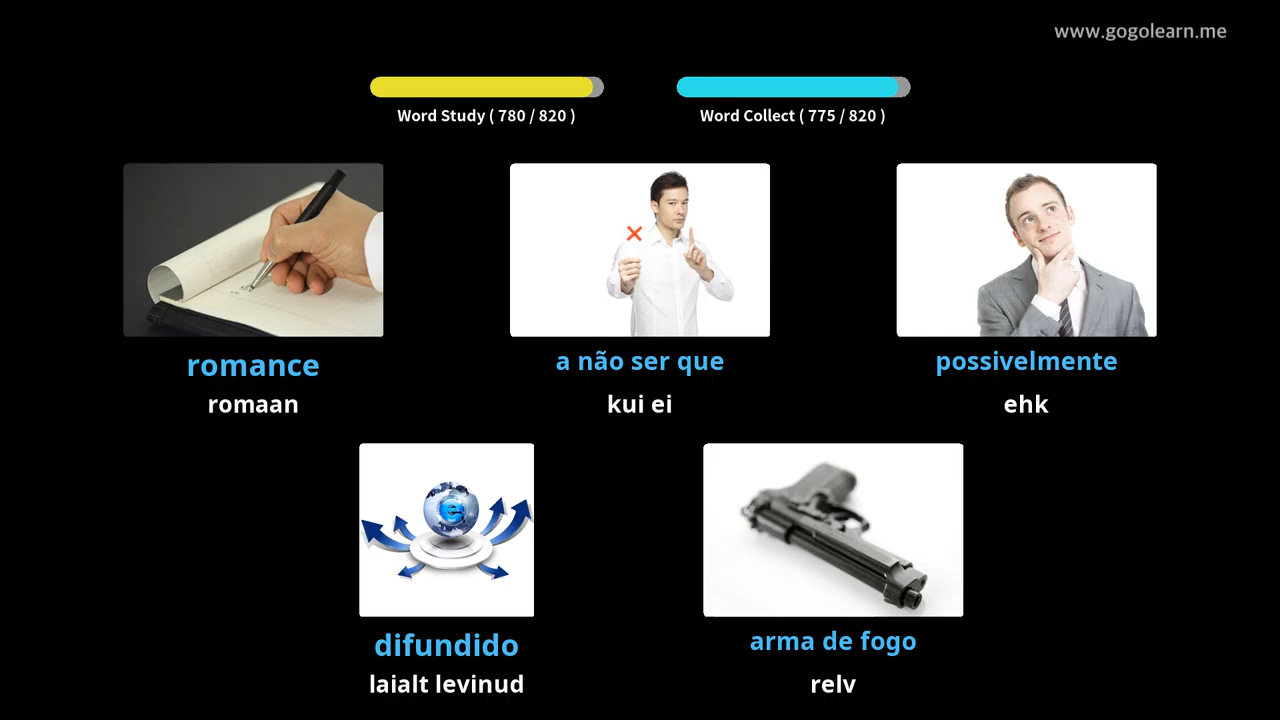 www.gogolearn.me
Word Study ( 780 / 820 )
Word Collect ( 775 / 820 )
romance
romaan
a não ser que
kui ei
possivelmente
ehk
e
difundido
laialt levinud
arma de fogo
relv